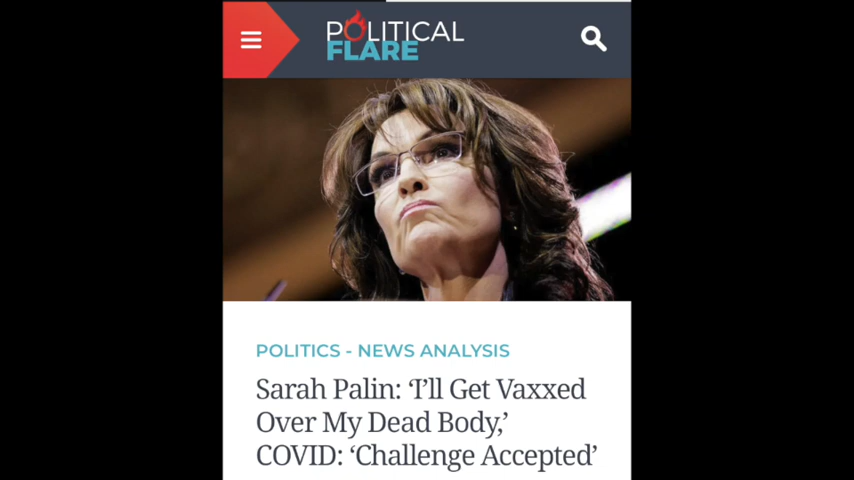 POLITICAL
FLARE
POLITICS - NEWS ANALYSIS
Sarah Palin: ‘I’ll Get Vaxxed
Over My Dead Body,’
COVID: ‘Challenge Accepted’